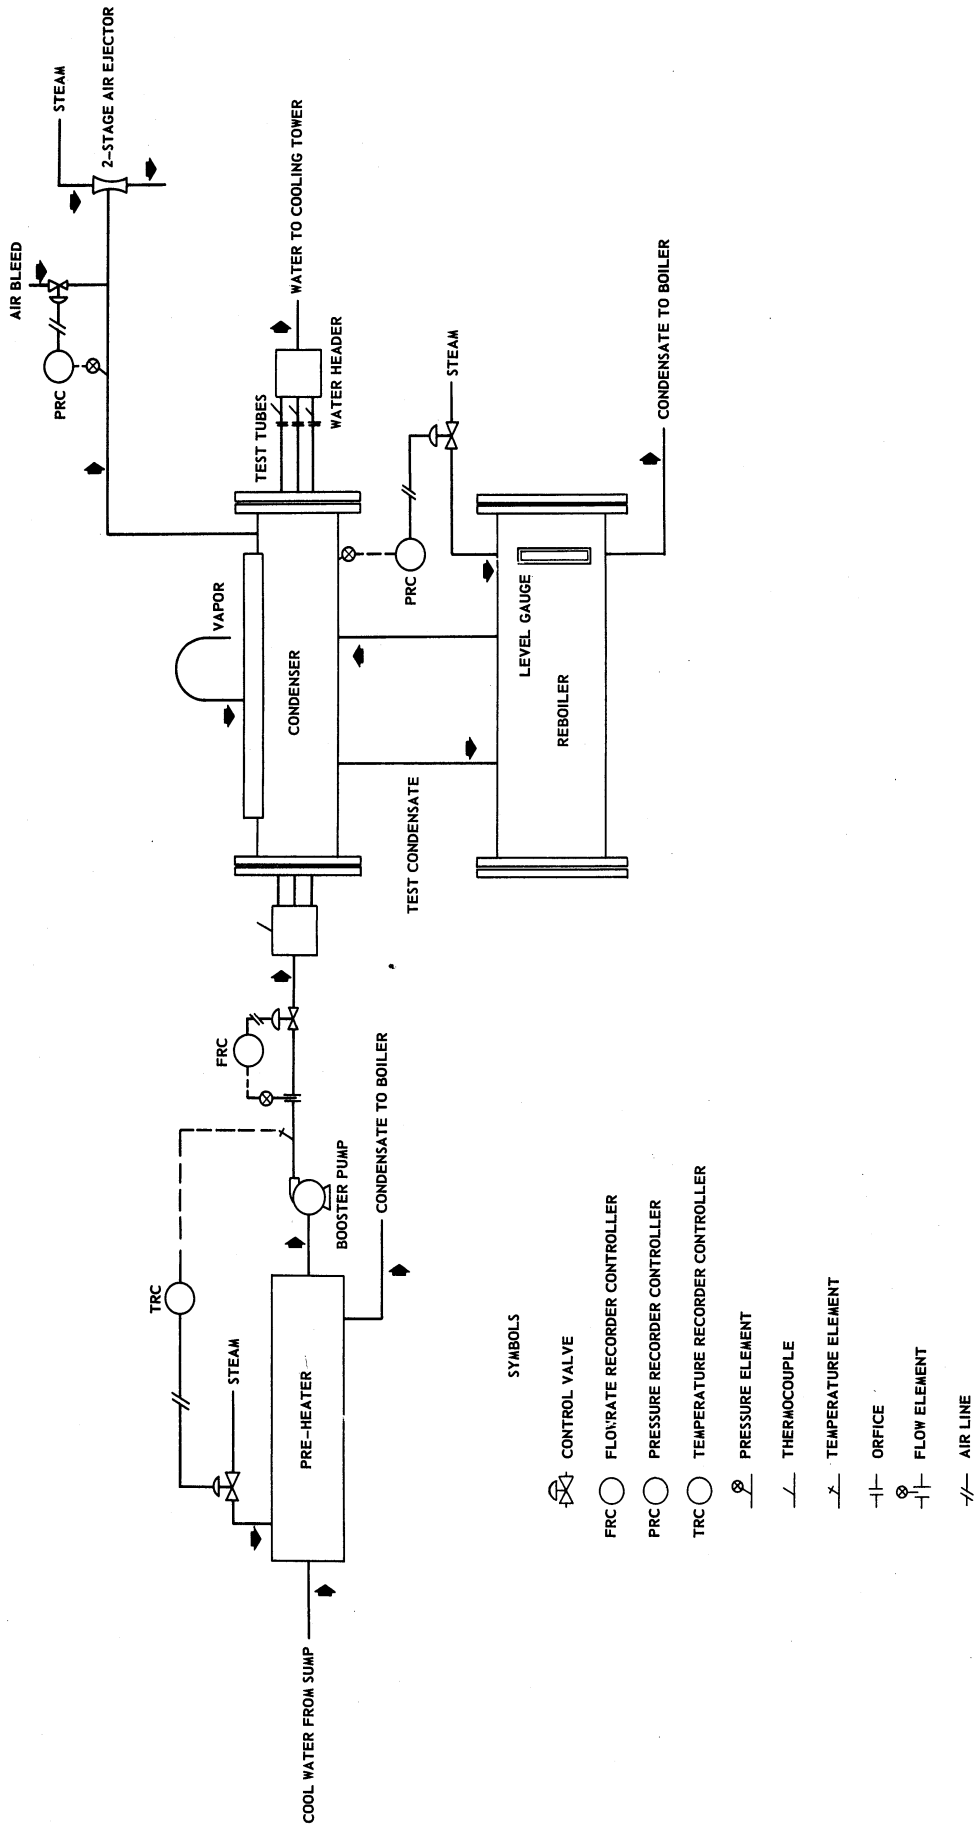 STEAM
2-STAGE AIR EJECTOR
AIR BLEED
PRC
WATER TO COOLING TOWER
TEST TUBES
WATER HEADER
VAPOR
CONDENSER
PRC
STEAM
CONDENSATE TO BOILER
LEVEL GAUGE
REBOILER
TEST CONDENSATE
FRC
TRC
STEAM
BOOSTER PUMP
CONDENSATE TO BOILER
PRE-HEATER
COOL WATER FROM SUMP
SYMBOLS
CONTROL VALVE
FRC FLOWRATE RECORDER CONTROLLER
PRC PRESSURE RECORDER CONTROLLER
TRC TEMPERATURE RECORDER CONTROLLER
PRESSURE ELEMENT
THERMOCOUPLE
TEMPERATURE ELEMENT
ORFICE
FLOW ELEMENT
AIR LINE